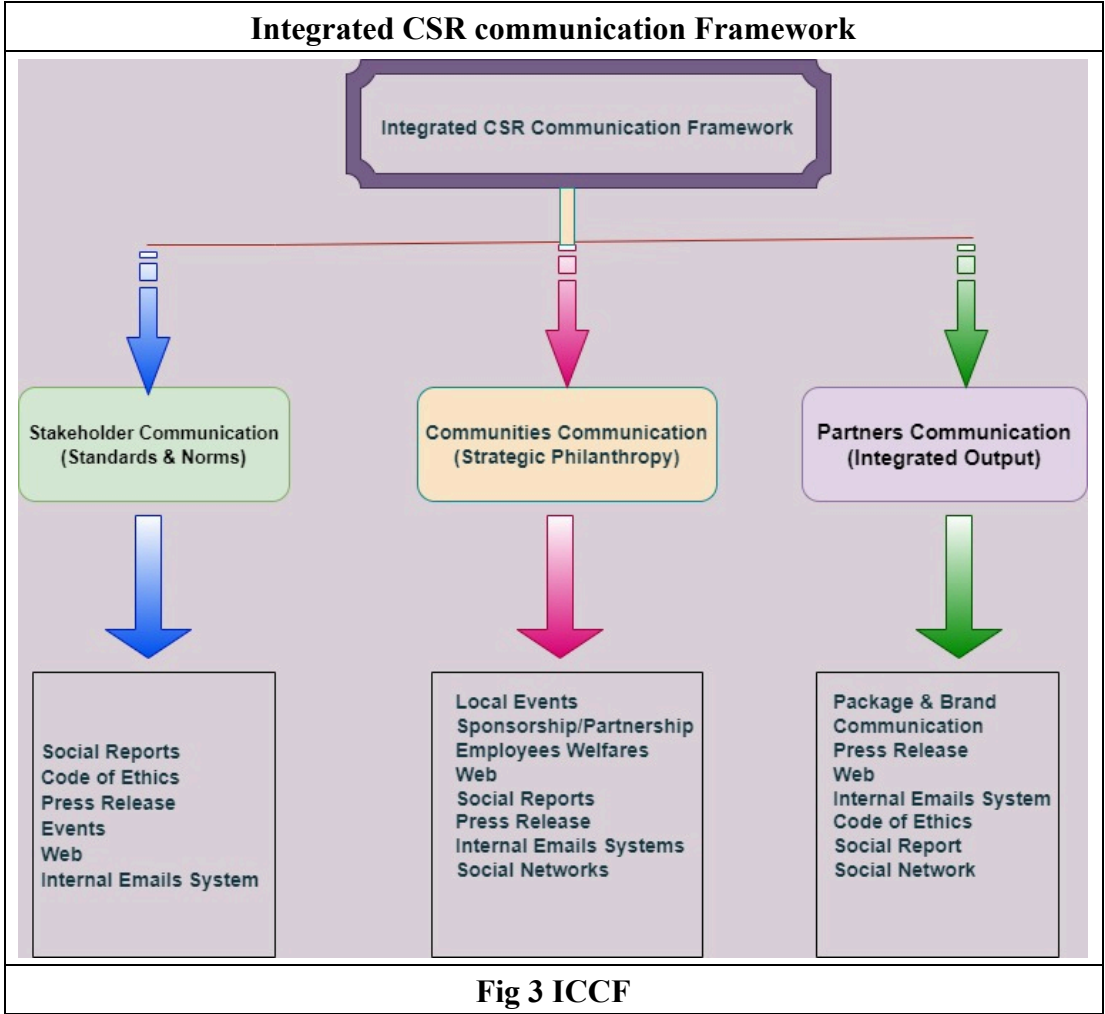 Integrated CSR communication Framework
Integrated CSR Communication Framework
Stakeholder Communication
(Standards & Norms)
Communities Communication
(Strategic Philanthropy)
Partners Communication
(Integrated Output)
Social Reports
Code of Ethics
Press Release
Events
Web
Internal Emails System
Local Events
Sponsorship/Partnership
Employees Welfares
Web
Social Reports
Press Release
Internal Emails Systems
Social Networks
Package & Brand
Communication
Press Release
Web
Internal Emails System
Code of Ethics
Social Report
Social Network
Fig 3 ICCF